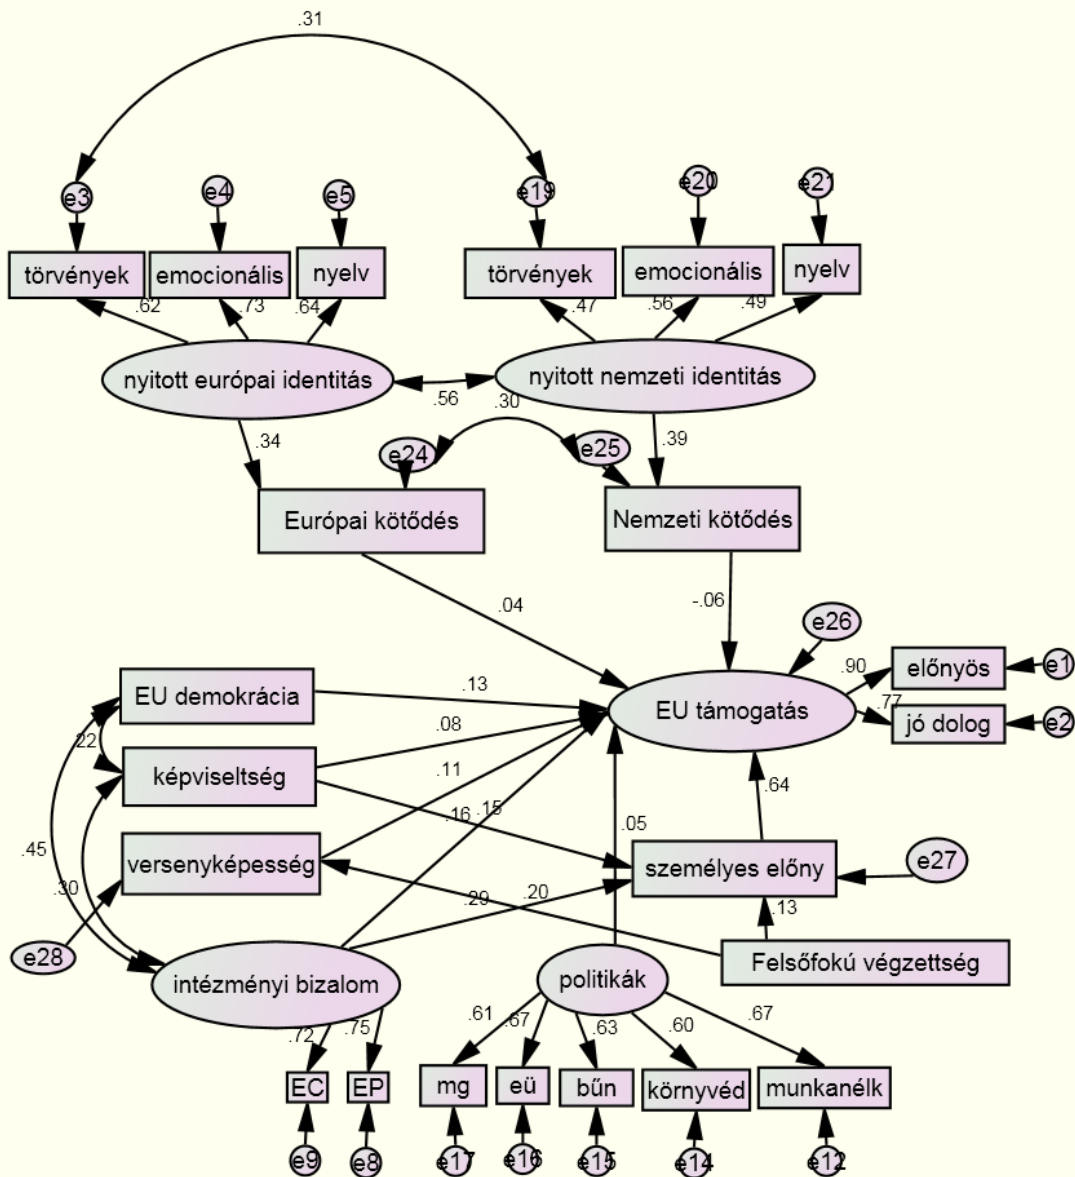 .31
e3
e4
e5
e19
e20
e21
törvények
emocionális
nyelv
törvények
emocionális
nyelv
.62
.73
.64
.47
.56
.49
nyitott európai identitás
nyitott nemzeti identitás
.56
.30
.34
.39
e24
e25
Európai kötődés
Nemzeti kötődés
.04
-.06
e26
EU demokrácia
.13
EU támogatás
.90
előnyös
e1
.77
jó dolog
e2
.22
képviseltség
.08
.11
.64
.16
.15
.05
.45
versenyképesség
személyes előny
e27
.30
.29
.20
.13
e28
intézményi bizalom
politikák
Felsőfokú végzettség
.72
.75
.61
.67
.63
.60
.67
EC
EP
mg
eü
bűn
környvéd
munkanélk
e9
e8
e17
e16
e15
e14
e12